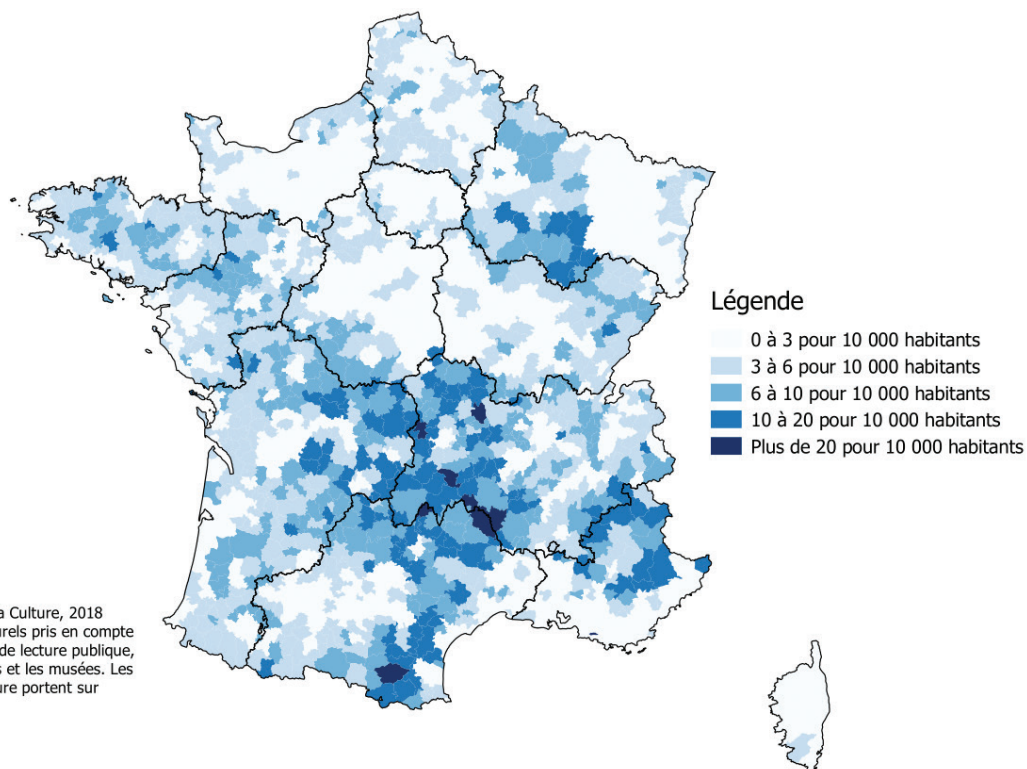 Légende
0 à 3 pour 10 000 habitants
3 à 6 pour 10 000 habitants
6 à 10 pour 10 000 habitants
10 à 20 pour 10 000 habitants
Plus de 20 pour 10 000 habitants
a Culture, 2018
urels pris en compte
de lecture publique,
s et les musées. Les
ure portent sur